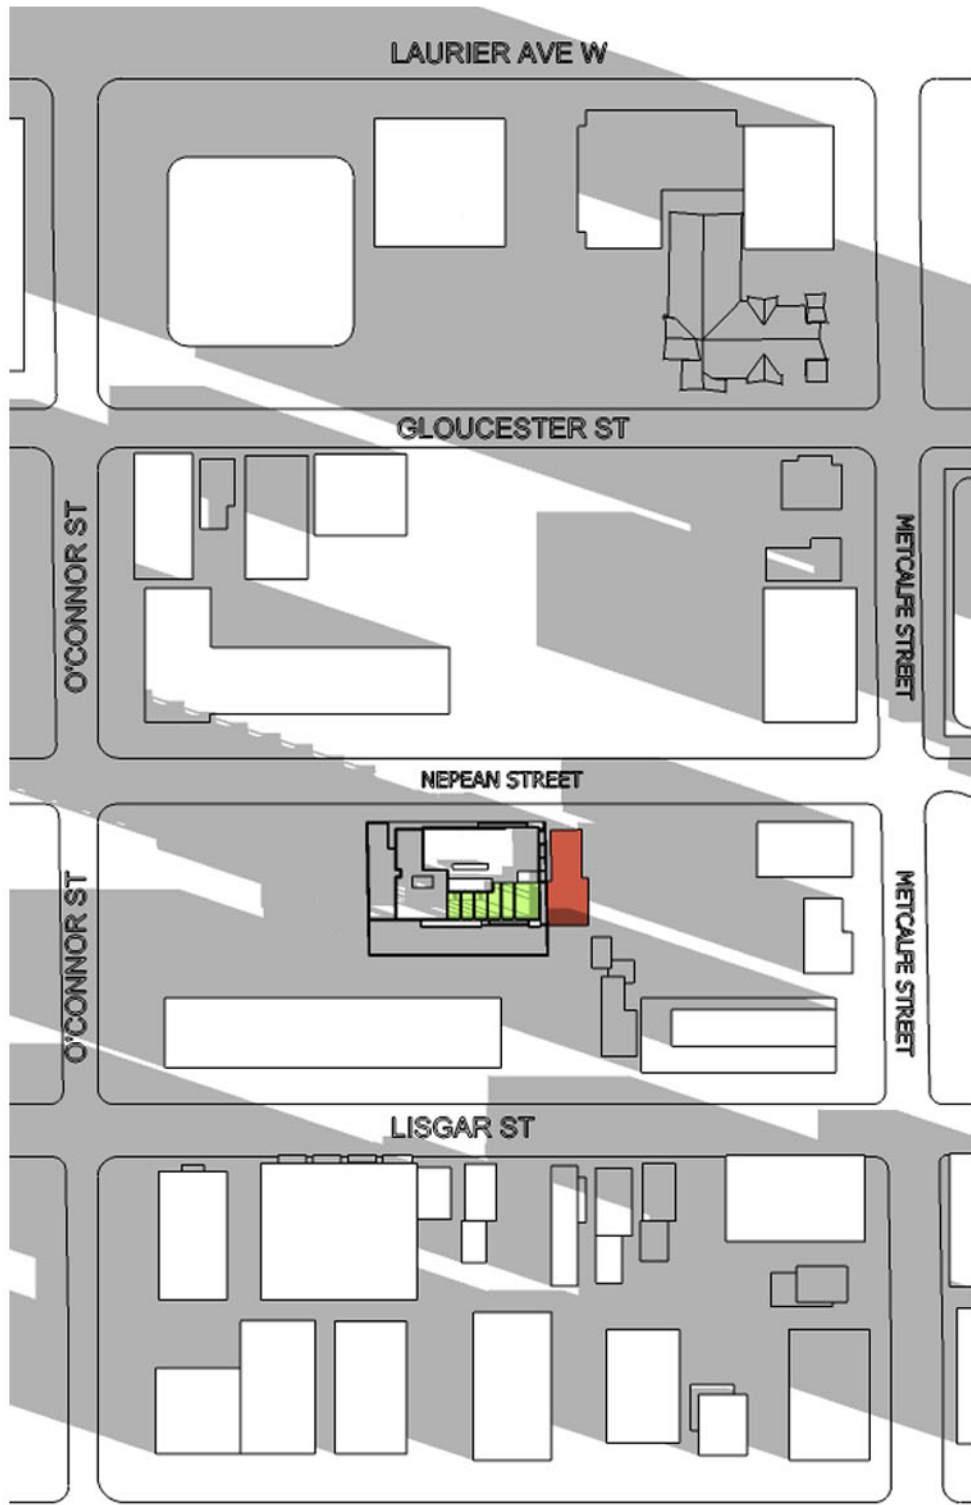 LAURIER AVE W
GLOUCESTER ST
O'CONNOR ST
METCALFE STREET
NEPEAN STREET
O'CONNOR ST
METCALFE STREET
LISGAR ST